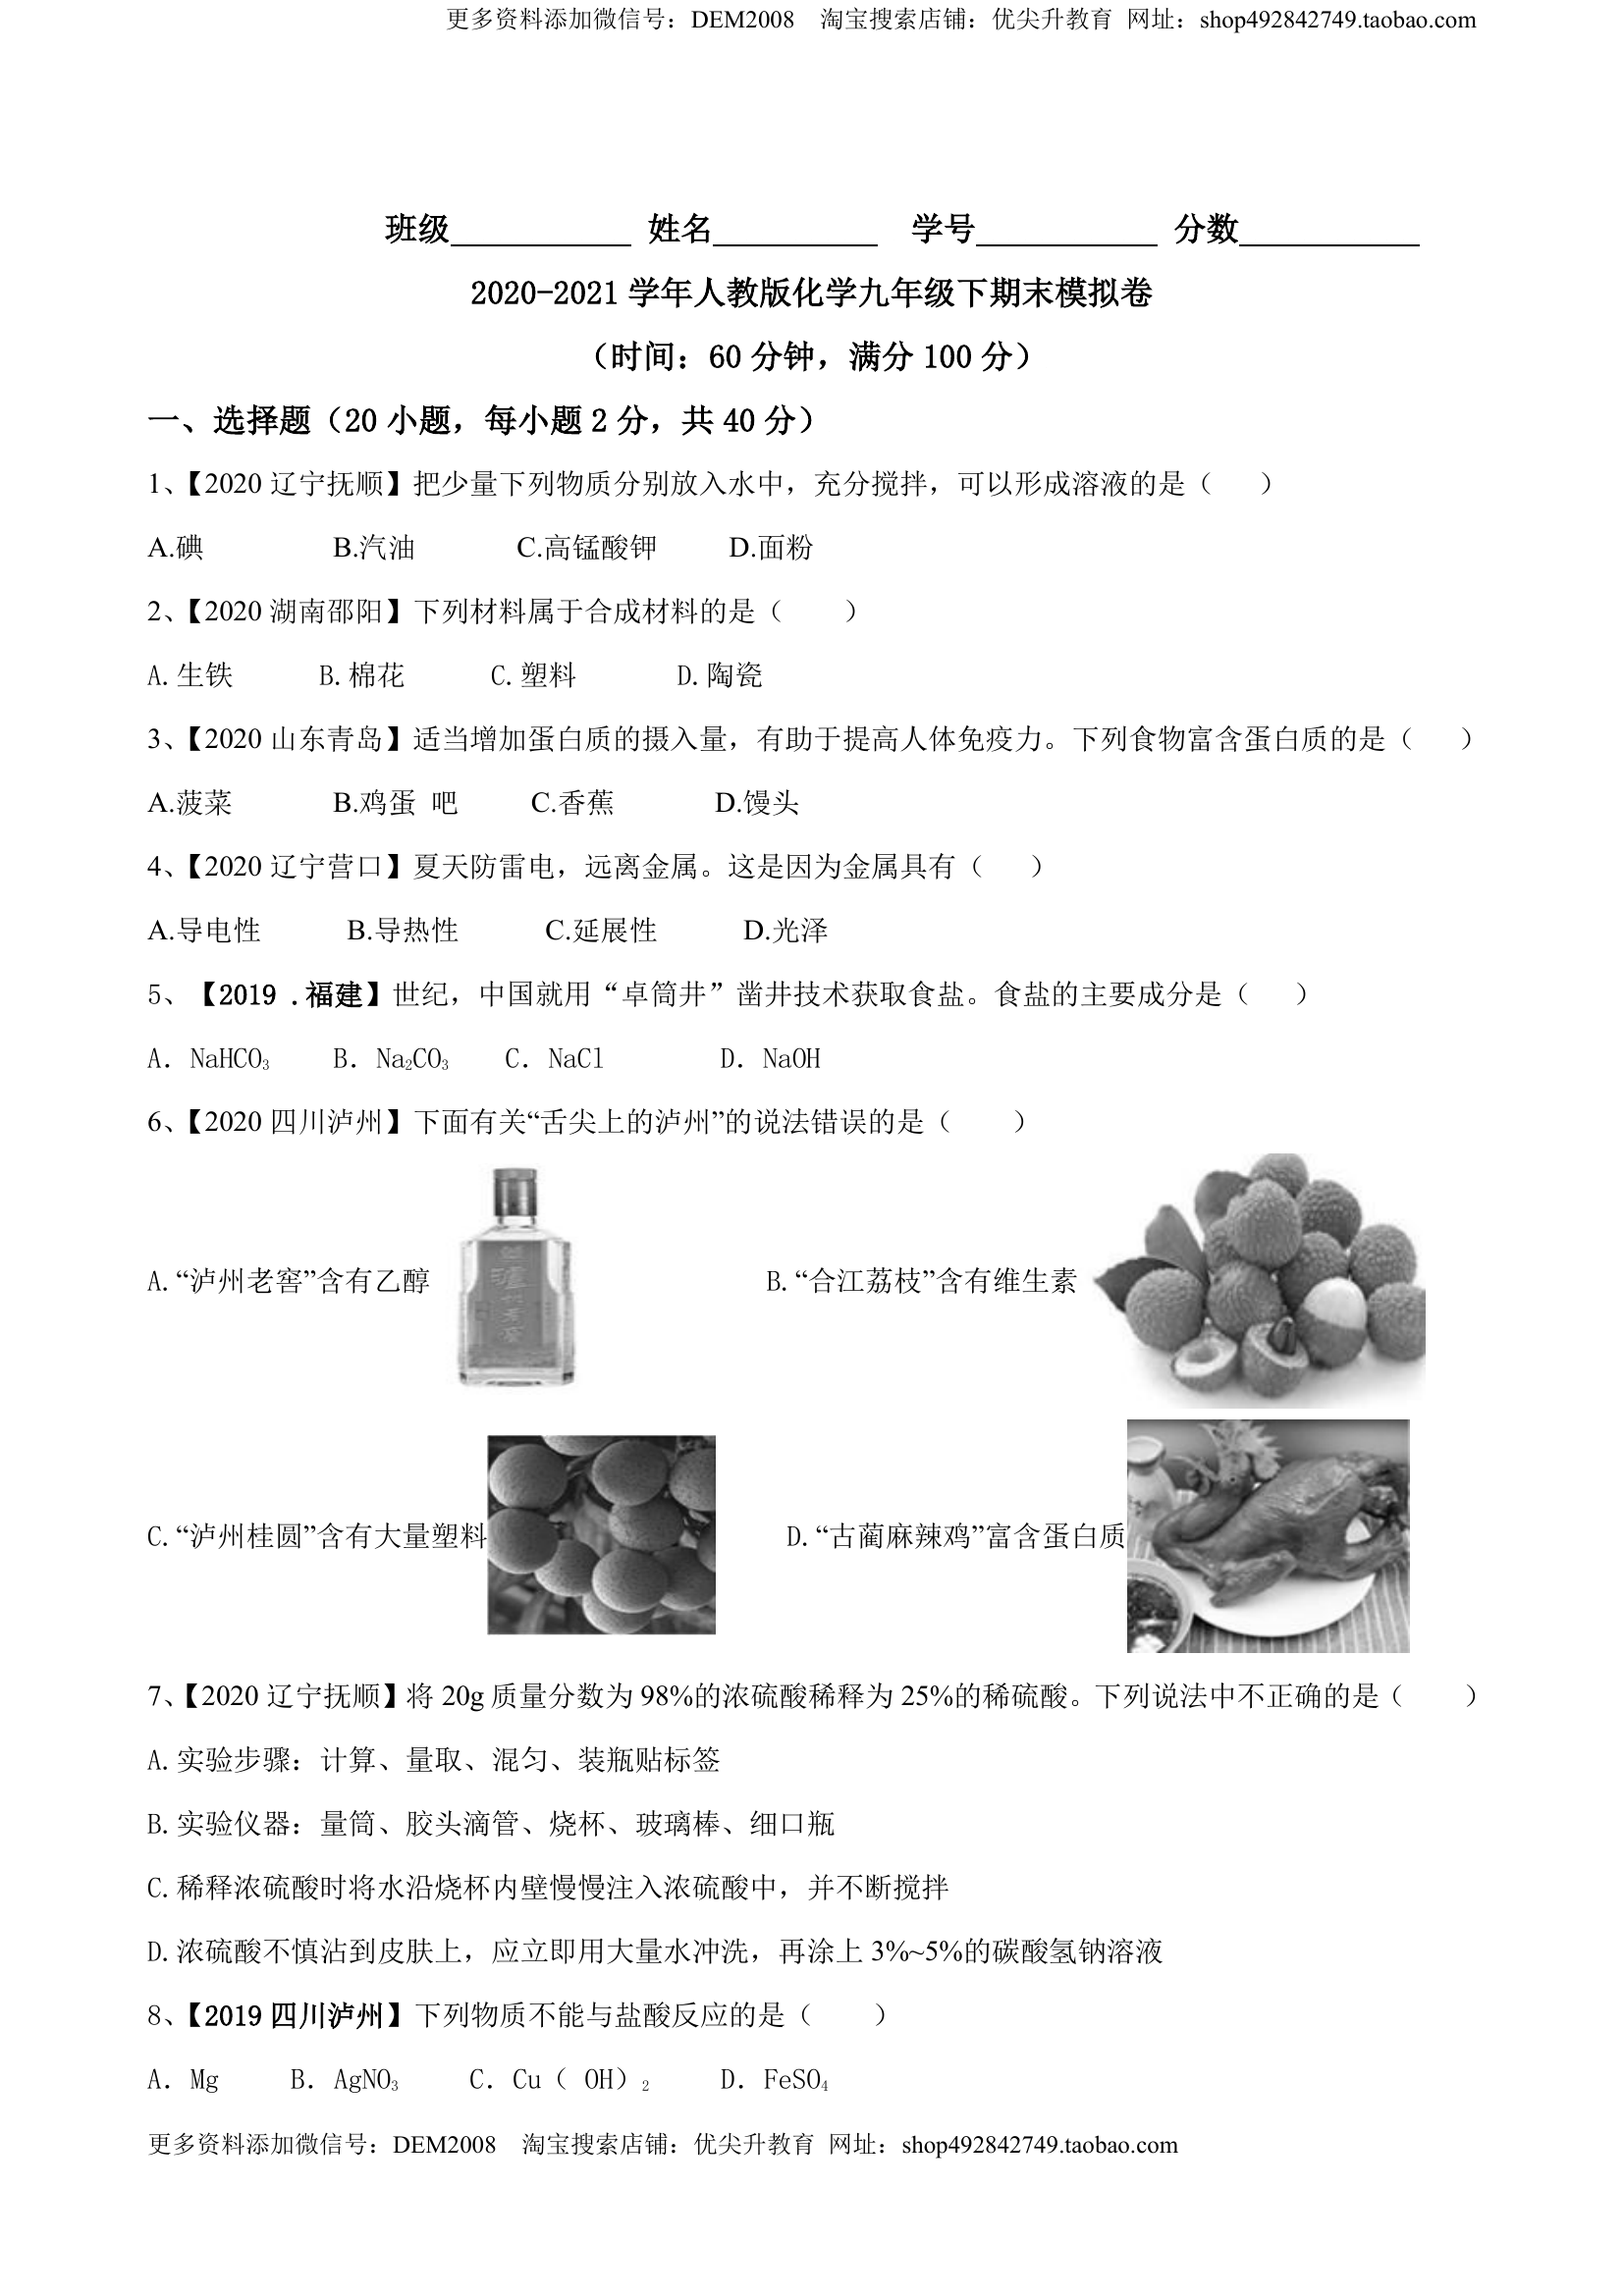 更多资料添加微信号：DEM2008 淘宝搜索店铺：优尖升教育 网址：shop492842749.taobao.com
班级__________ 姓名__________ 学号__________ 分数__________
2020-2021 学年人教版化学九年级下期末模拟卷
（时间：60 分钟，满分 100 分）
一、选择题（20 小题，每小题 2 分，共 40 分）
1、【2020 辽宁抚顺】把少量下列物质分别放入水中，充分搅拌，可以形成溶液的是（ ）
A.碘 B.汽油 C.高锰酸钾 D.面粉
2、【2020 湖南邵阳】下列材料属于合成材料的是（ ）
A.生铁 B.棉花 C.塑料 D.陶瓷
3、【2020 山东青岛】适当增加蛋白质的摄入量，有助于提高人体免疫力。下列食物富含蛋白质的是（ ）
A.菠菜 B.鸡蛋 吧 C.香蕉 D.馒头
4、【2020 辽宁营口】夏天防雷电，远离金属。这是因为金属具有（ ）
A.导电性 B.导热性 C.延展性 D.光泽
5、【2019 .福建】世纪，中国就用“卓筒井”凿井技术获取食盐。食盐的主要成分是（ ）
A．NaHCO₃ B．Na₂CO₃ C．NaCl D．NaOH
6、【2020 四川泸州】下面有关“舌尖上的泸州”的说法错误的是（ ）
A.“泸州老窖”含有乙醇 B.“合江荔枝”含有维生素
C.“泸州桂圆”含有大量塑料 D.“古蔺麻辣鸡”富含蛋白质
7、【2020 辽宁抚顺】将 20g 质量分数为 98%的浓硫酸稀释为 25%的稀硫酸。下列说法中不正确的是（ ）
A.实验步骤：计算、量取、混匀、装瓶贴标签
B.实验仪器：量筒、胶头滴管、烧杯、玻璃棒、细口瓶
C.稀释浓硫酸时将水沿烧杯内壁慢慢注入浓硫酸中，并不断搅拌
D.浓硫酸不慎沾到皮肤上，应立即用大量水冲洗，再涂上 3%~5%的碳酸氢钠溶液
8、【2019 四川泸州】下列物质不能与盐酸反应的是（ ）
A．Mg B．AgNO₃ C．Cu（ OH）₂ D．FeSO₄
更多资料添加微信号：DEM2008 淘宝搜索店铺：优尖升教育 网址：shop492842749.taobao.com